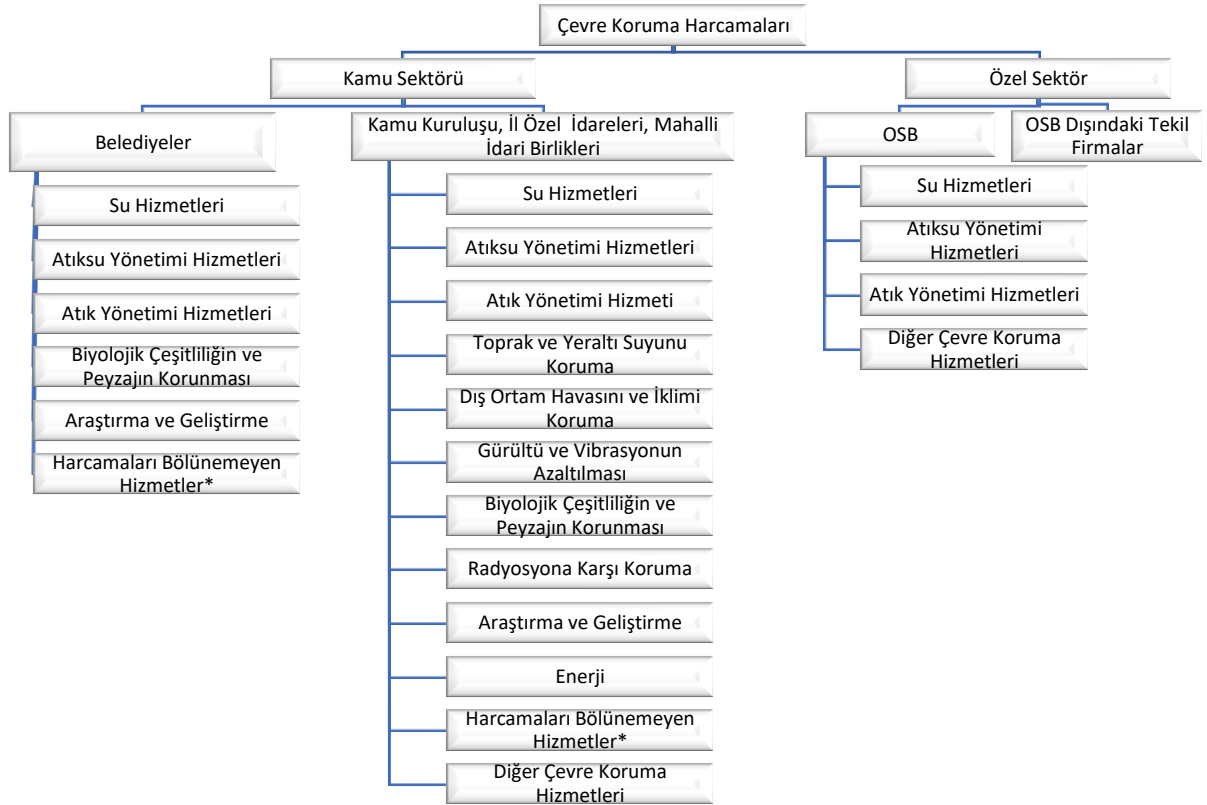 Çevre Koruma Harcamaları
Kamu Sektörü
Özel Sektör
Belediyeler
Kamu Kuruluşu, İl Özel İdareleri, Mahalli
İdari Birlikleri
OSB
OSB Dışındaki Tekil
Firmalar
Su Hizmetleri
Atıksu Yönetimi Hizmetleri
Atık Yönetimi Hizmetleri
Biyolojik Çeşitliliğin ve
Peyzajın Korunması
Araştırma ve Geliştirme
Harcamaları Bölünemeyen
Hizmetler*
Su Hizmetleri
Atıksu Yönetimi Hizmetleri
Atık Yönetimi Hizmeti
Toprak ve Yeraltı Suyunu
Koruma
Dış Ortam Havasını ve İklimi
Koruma
Gürültü ve Vibrasyonun
Azaltılması
Biyolojik Çeşitliliğin ve
Peyzajın Korunması
Radyosyona Karşı Koruma
Araştırma ve Geliştirme
Enerji
Harcamaları Bölünemeyen
Hizmetler*
Diğer Çevre Koruma
Hizmetleri
Su Hizmetleri
Atıksu Yönetimi
Hizmetleri
Atık Yönetimi Hizmetleri
Diğer Çevre Koruma
Hizmetleri